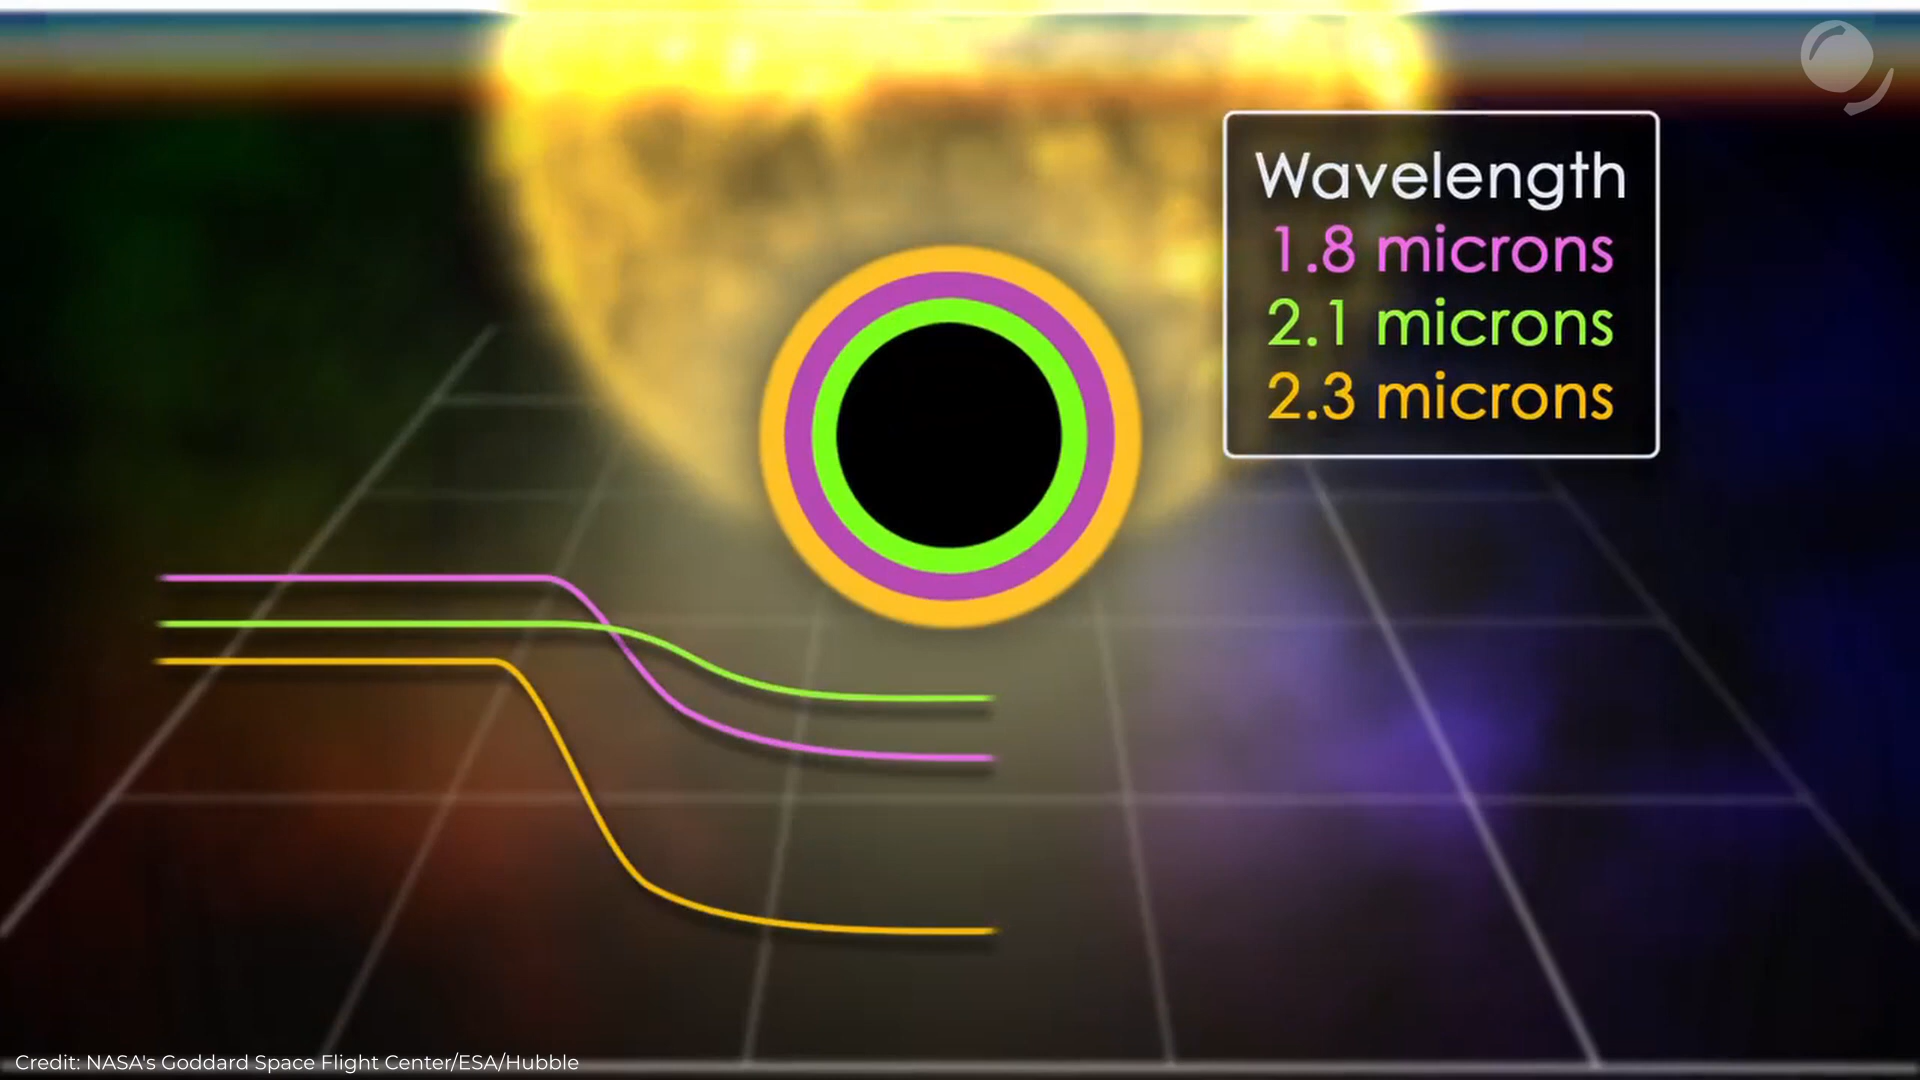 Wavelength
1.8 microns
2.1 microns
2.3 microns
Credit: NASA's Goddard Space Flight Center/ESA/Hubble